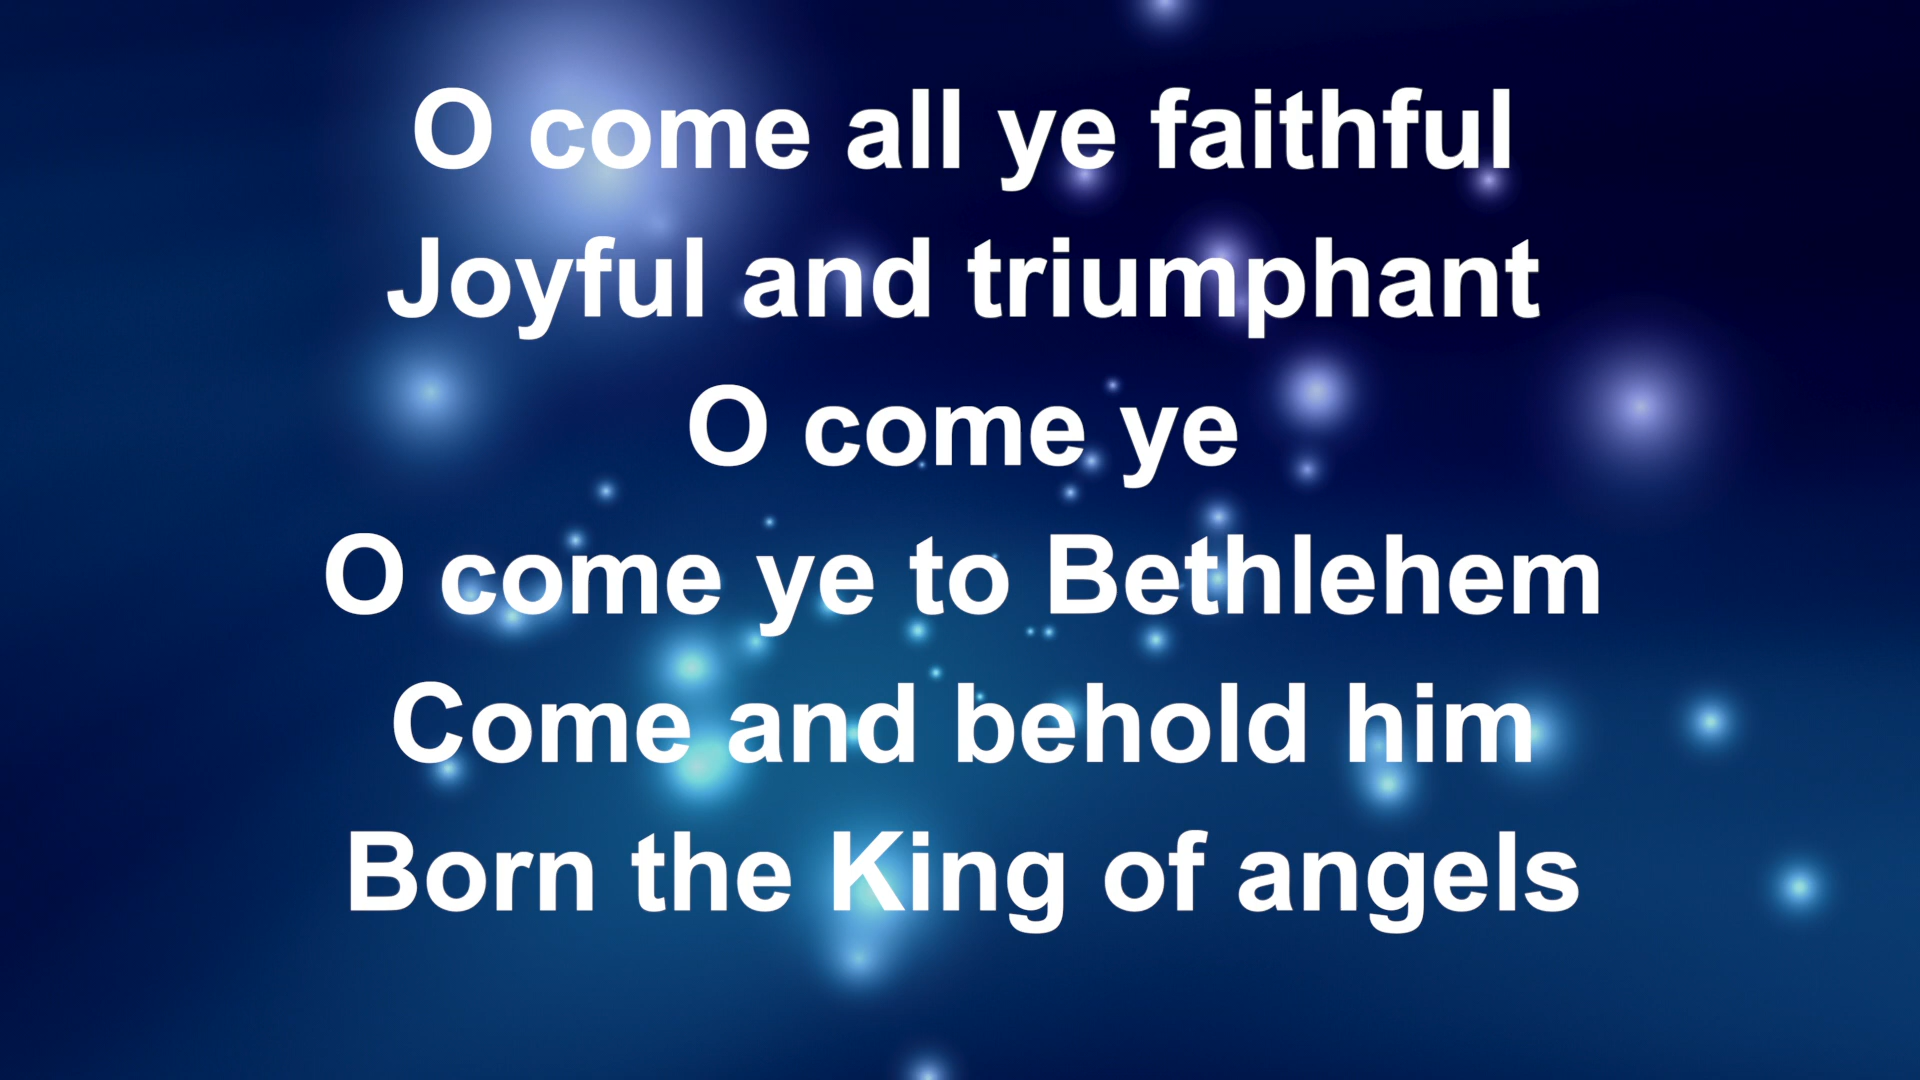 O come all ye faithful
Joyful and triumphant
O come ye
O come ye to Bethlehem
Come and behold him
Born the King of angels